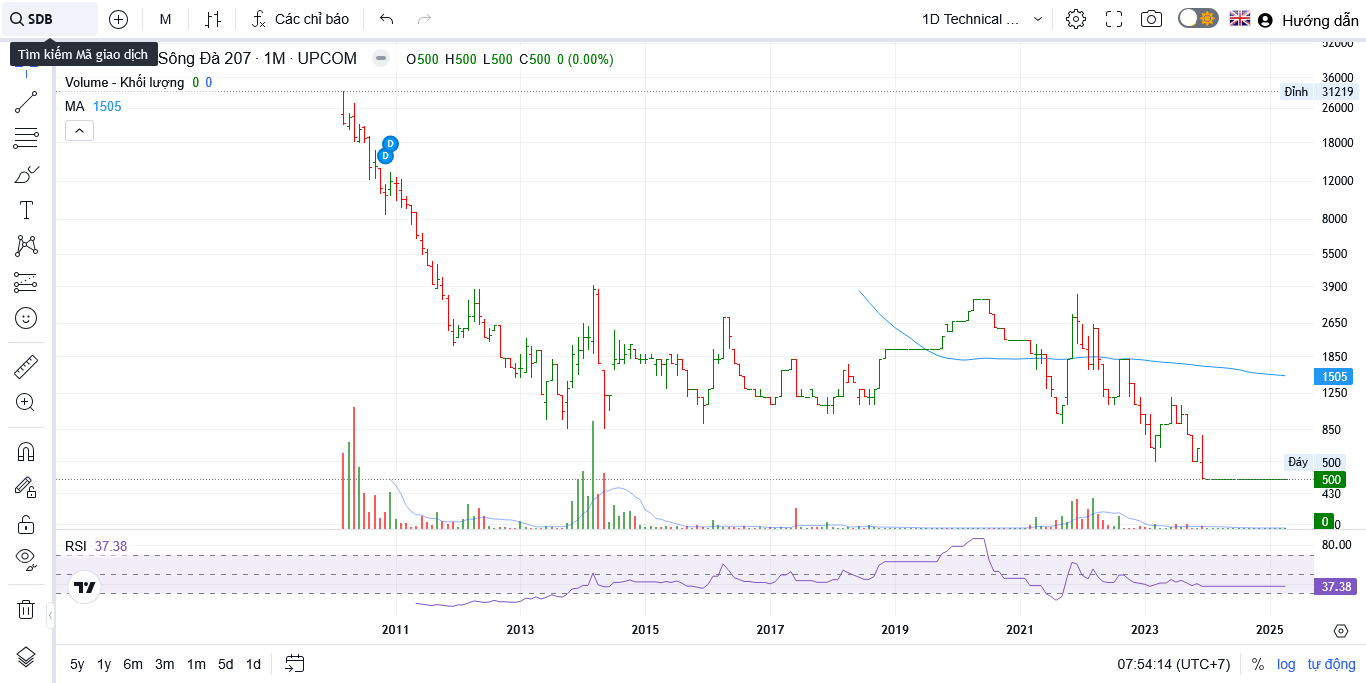 SDB
M
Các chỉ báo
1D Technical ...
Hướng dẫn
Tìm kiếm Mã giao dịch
Sông Đà 207 · 1M · UPCOM
O500 H500 L500 C500 0 (0.00%)
Volume - Khối lượng 0 0
MA 1505
D
D
52000
36000
Đỉnh 31219
26000
18000
12000
8000
5500
3900
2650
1850
1505
1250
850
Đáy 500
500
430
0 0
RSI 37.38
80.00
37.38
2011 2013 2015 2017 2019 2021 2023 2025
5y 1y 6m 3m 1m 5d 1d
07:54:14 (UTC+7) % log tự động